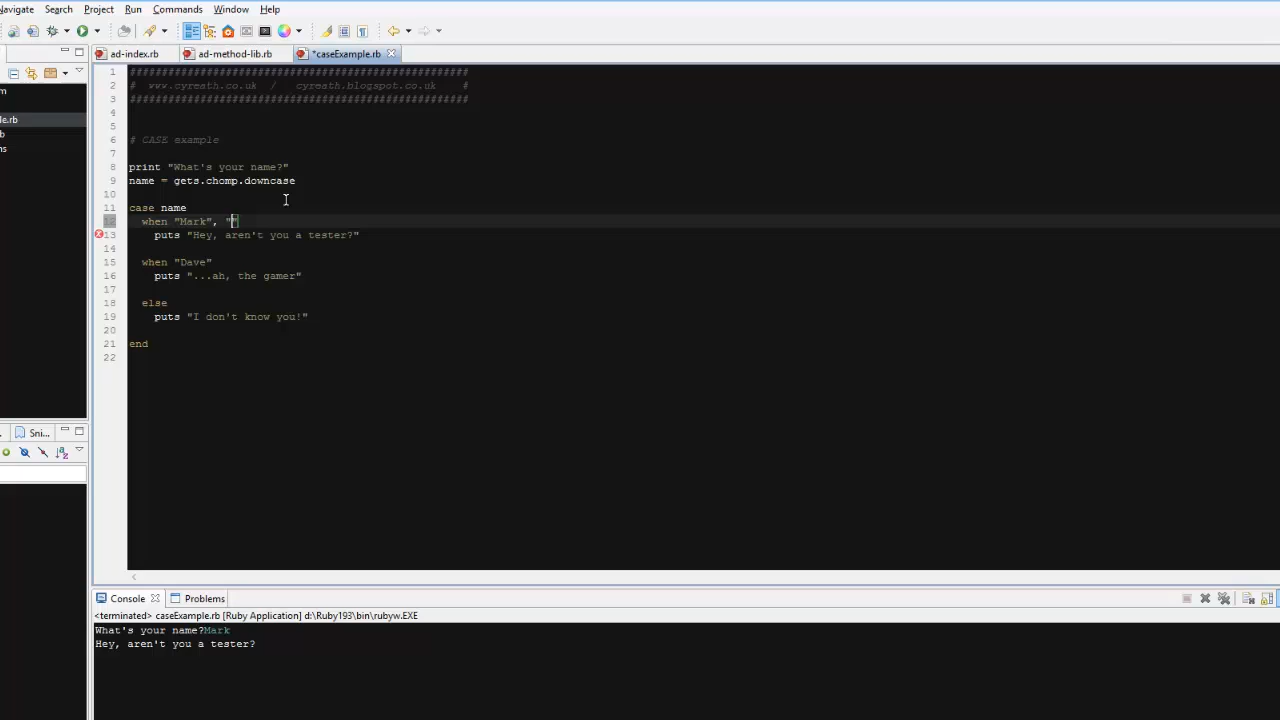 Navigate Search Project Run Commands Window Help
ad-index.rb ad-method-lib.rb *caseExample.rb
1 #####################################################
2 # www.cyreath.co.uk / cyreath.blogspot.co.uk #
3 #####################################################
4
5
6 # CASE example
7
8 print "What's your name?"
9 name = gets.chomp.downcase
10
11 case name
12 when "Mark", ""
13 puts "Hey, aren't you a tester?"
14
15 when "Dave"
16 puts "...ah, the gamer"
17
18 else
19 puts "I don't know you!"
20
21 end
22
le.rb
Sni...
Console Problems
<terminated> caseExample.rb [Ruby Application] d:\Ruby193\bin\rubyw.EXE
What's your name?Mark
Hey, aren't you a tester?